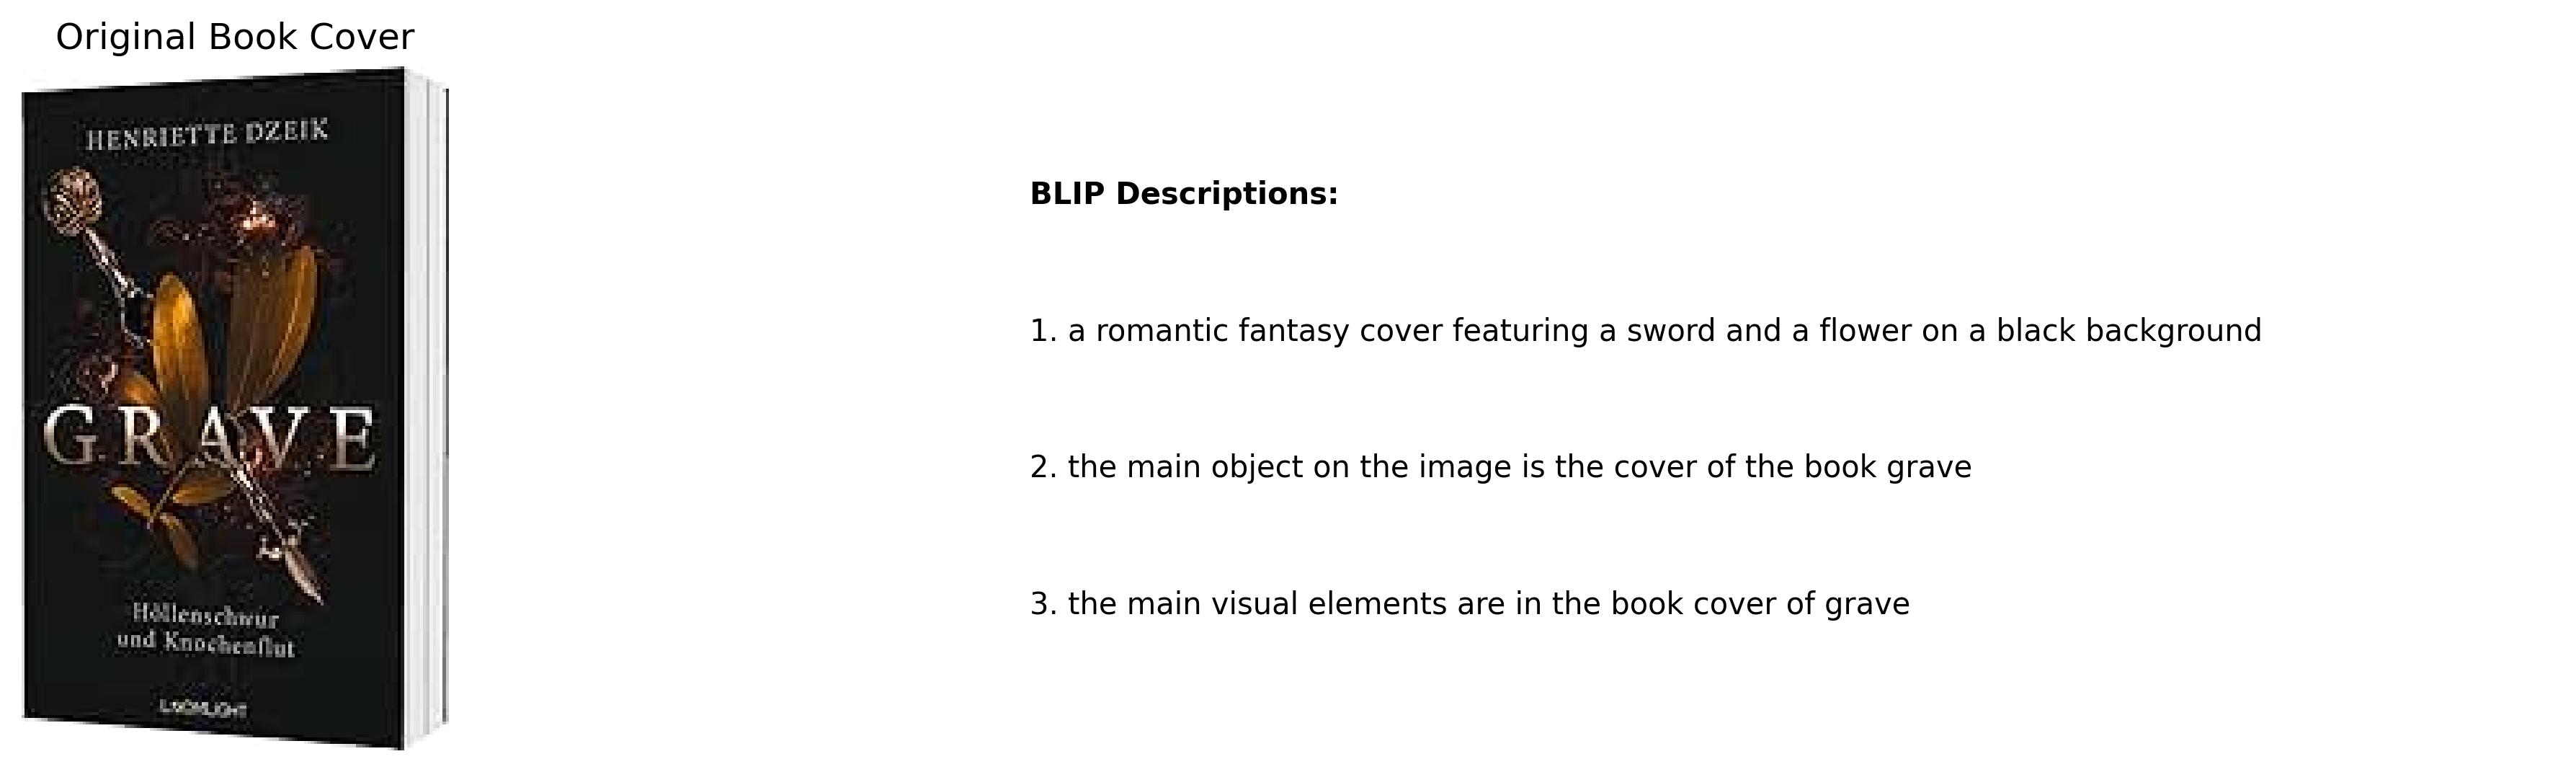 Original Book Cover
HENRIETTE DZEIK
GRAVE
Höllenschwur
und Knochenflut
LOOMLIGHT
BLIP Descriptions:
1. a romantic fantasy cover featuring a sword and a flower on a black background
2. the main object on the image is the cover of the book grave
3. the main visual elements are in the book cover of grave